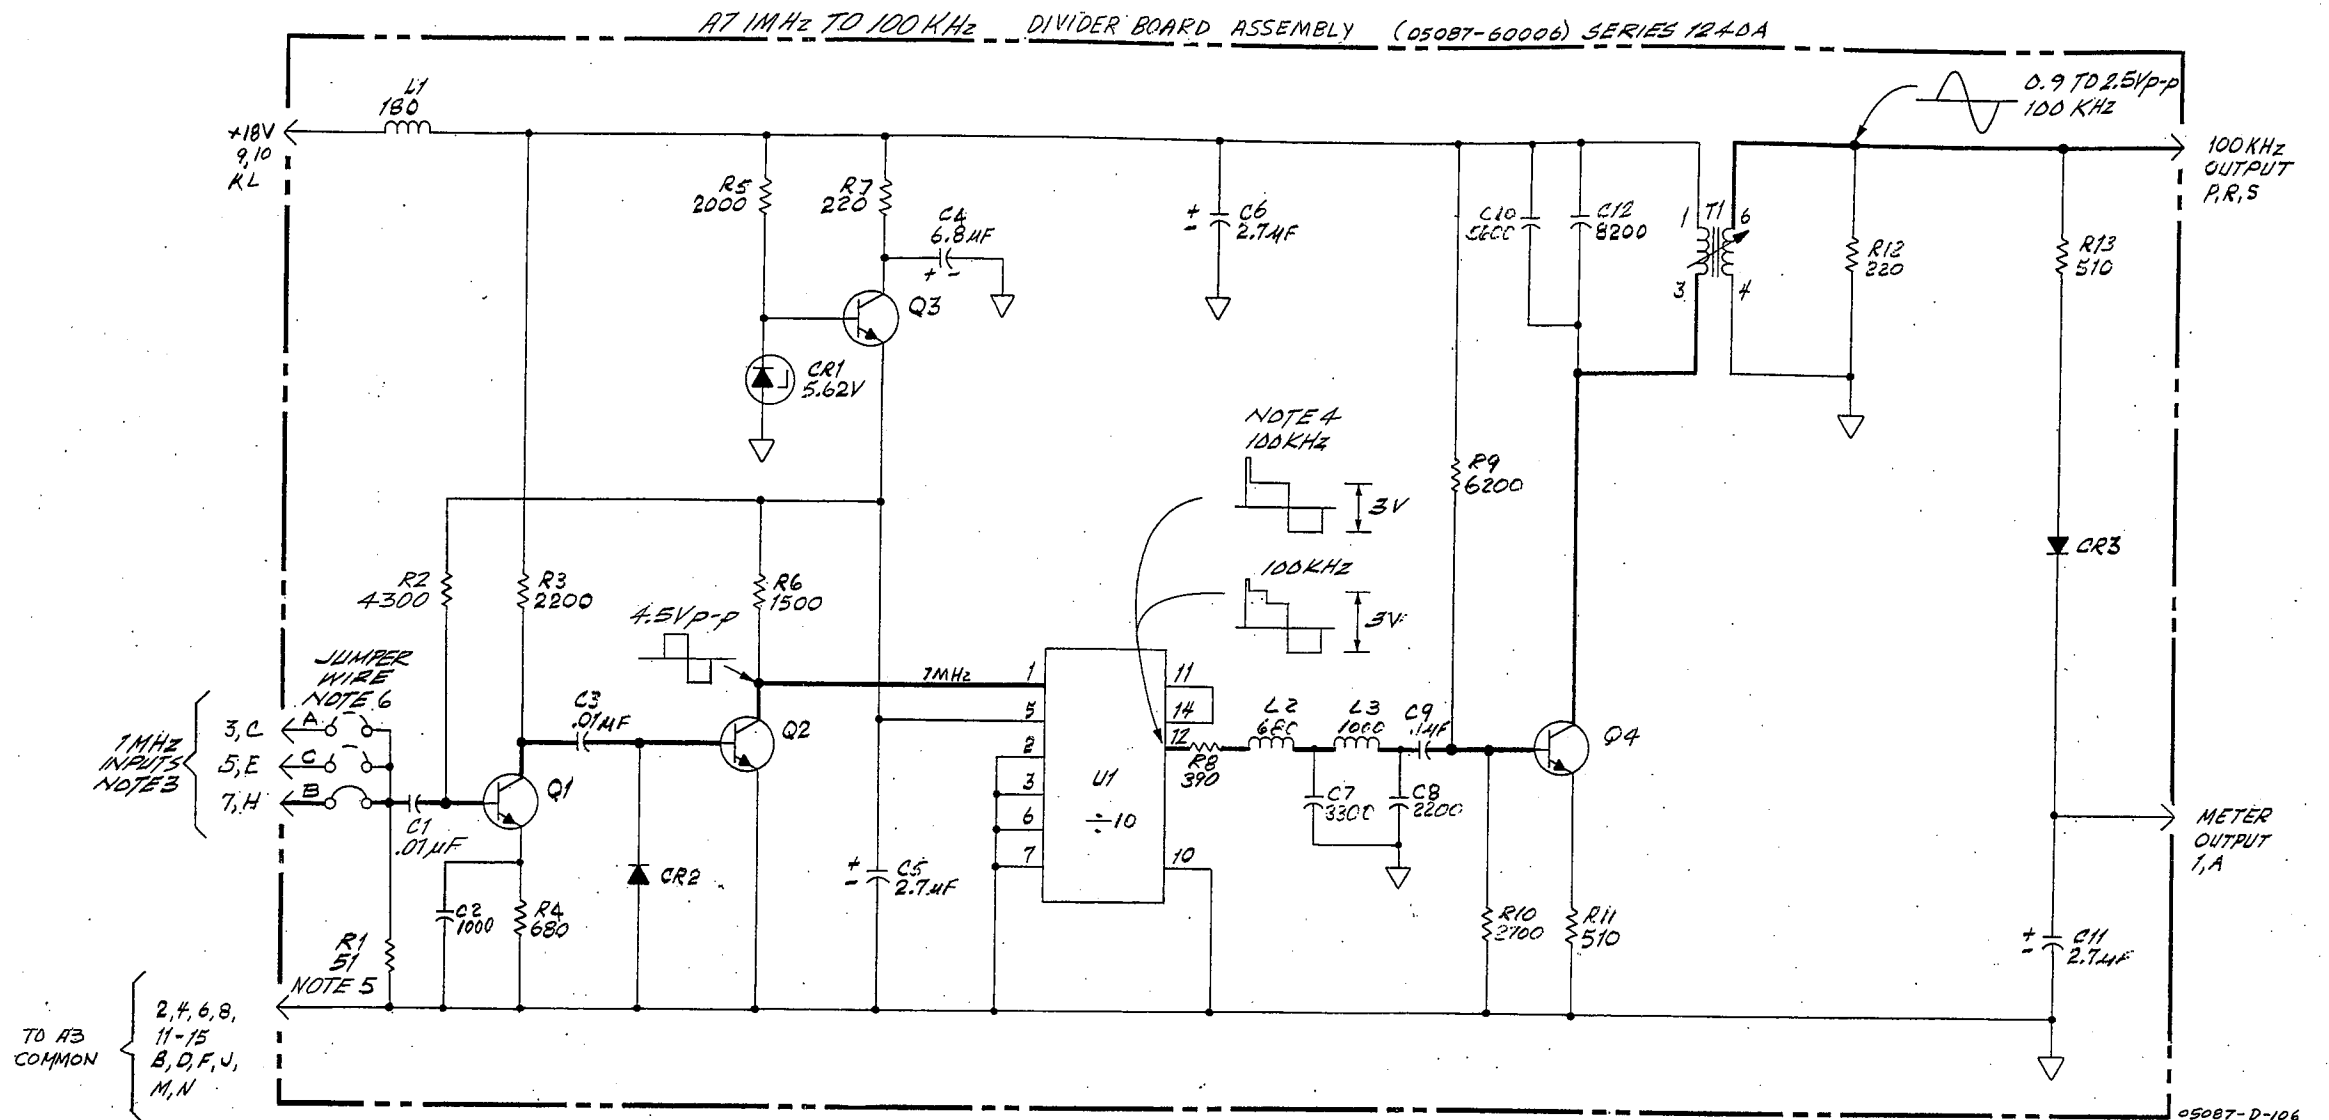 A7 1MHz TO 100KHz DIVIDER BOARD ASSEMBLY (05087-60006) SERIES 1240A
L1
180
+18V
9,10
KL
R5
2000
R7
220
C4
6.8µF
+ -
Q3
CR1
5.62V
+
-
C6
2.7µF
C10
5600
C12
8200
1
T1
6
3
4
0.9 TO 2.5Vp-p
100 KHz
R12
220
R13
510
100KHz
OUTPUT
P,R,S
NOTE 4
100KHz
3V
100KHz
3V
R9
6200
CR3
R2
4300
R3
2200
R6
1500
4.5Vp-p
JUMPER
WIRE
NOTE 6
1MHz
INPUTS
NOTE 3
3,C
A
5,E
C
7,H
B
C1
.01µF
C3
.01µF
Q1
Q2
1MHz
1
5
2
3
6
7
U1
÷10
11
14
12
10
R8
390
L2
680
L3
1000
C9
.1µF
C7
3300
C8
2200
Q4
CR2
+
-
C5
2.7µF
C2
1000
R4
680
R1
51
NOTE 5
R10
2700
R11
510
METER
OUTPUT
1,A
+
-
C11
2.7µF
TO A3
COMMON
2,4,6,8,
11-15
B,D,F,J,
M,N
05087-D-106